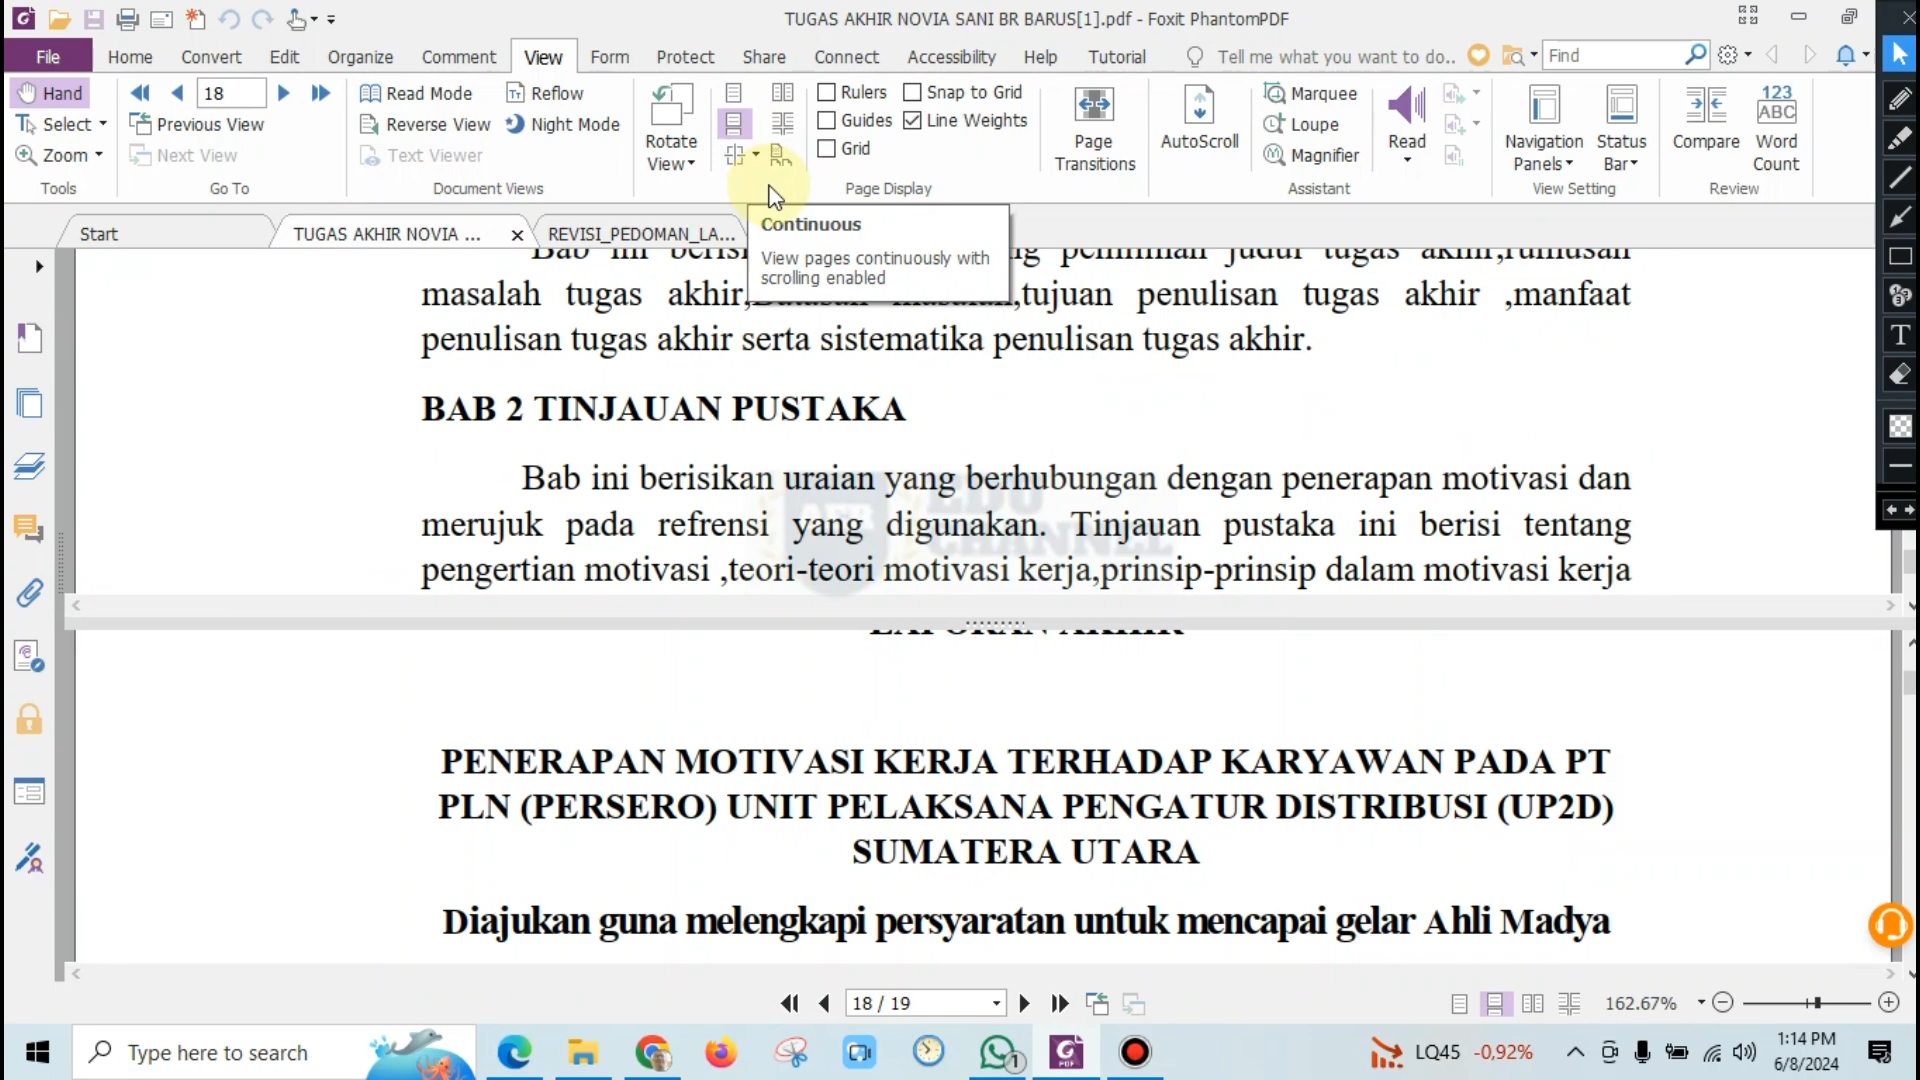 TUGAS AKHIR NOVIA SANI BR BARUS[1].pdf - Foxit PhantomPDF
File Home Convert Edit Organize Comment View Form Protect Share Connect Accessibility Help Tutorial Tell me what you want to do.. Find
Hand 18 Read Mode Reflow Rulers Snap to Grid Marquee 123
Select Previous View Reverse View Night Mode Guides Line Weights Loupe ABC
Zoom Next View Text Viewer Grid Magnifier
Rotate View Page Transitions AutoScroll Read Navigation Panels Status Bar Compare Word Count
Tools Go To Document Views Page Display Assistant View Setting Review
Start TUGAS AKHIR NOVIA ... REVISI_PEDOMAN_LA...
Continuous
View pages continuously with
scrolling enabled
masalah tugas akhir, tujuan penulisan tugas akhir ,manfaat
penulisan tugas akhir serta sistematika penulisan tugas akhir.
BAB 2 TINJAUAN PUSTAKA
Bab ini berisikan uraian yang berhubungan dengan penerapan motivasi dan
merujuk pada refrensi yang digunakan. Tinjauan pustaka ini berisi tentang
pengertian motivasi ,teori-teori motivasi kerja,prinsip-prinsip dalam motivasi kerja
AFR EDU
CHANNEL
LAPORAN AKHIR
PENERAPAN MOTIVASI KERJA TERHADAP KARYAWAN PADA PT
PLN (PERSERO) UNIT PELAKSANA PENGATUR DISTRIBUSI (UP2D)
SUMATERA UTARA
Diajukan guna melengkapi persyaratan untuk mencapai gelar Ahli Madya
18 / 19 162.67%
Type here to search 1 LQ45 -0,92% 1:14 PM
6/8/2024